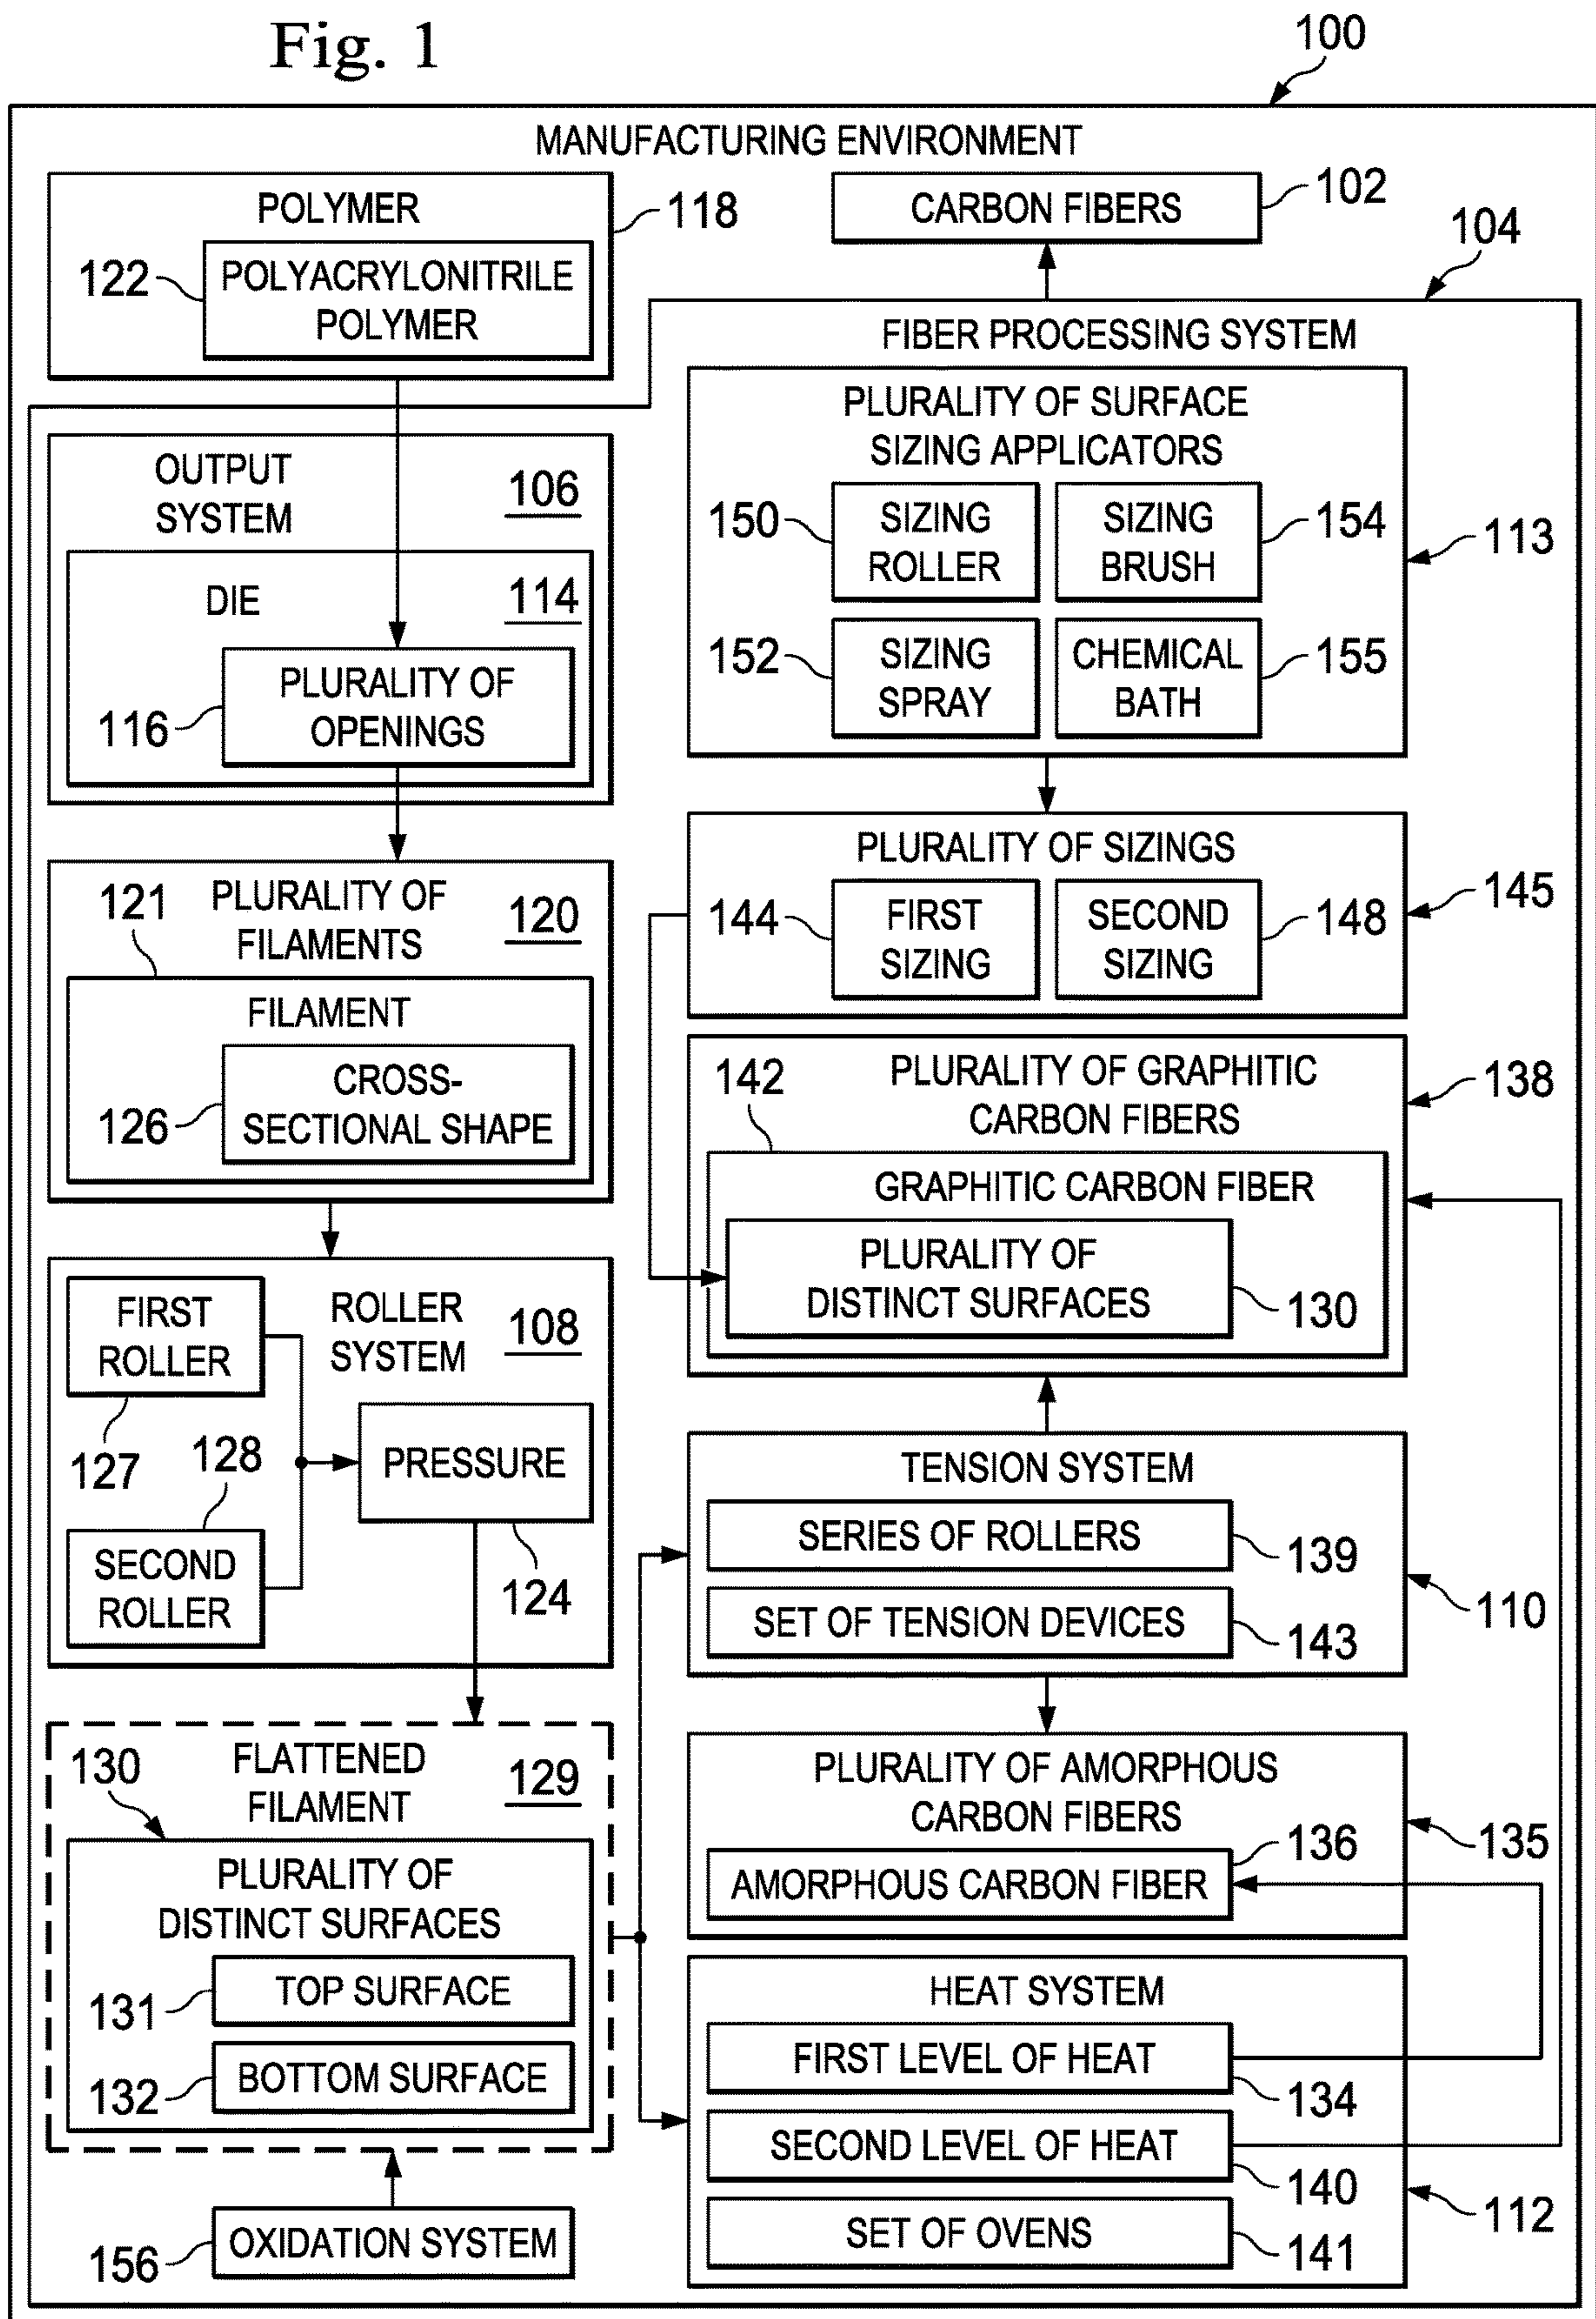 Fig. 1
100
MANUFACTURING ENVIRONMENT
POLYMER
118
122
POLYACRYLONITRILE
POLYMER
CARBON FIBERS
102
104
FIBER PROCESSING SYSTEM
OUTPUT
SYSTEM
106
DIE
114
116
PLURALITY OF
OPENINGS
121
PLURALITY OF
FILAMENTS
120
FILAMENT
126
CROSS-
SECTIONAL SHAPE
FIRST
ROLLER
127
ROLLER
SYSTEM
108
128
SECOND
ROLLER
PRESSURE
124
130
FLATTENED
FILAMENT
129
PLURALITY OF
DISTINCT SURFACES
131
TOP SURFACE
132
BOTTOM SURFACE
156
OXIDATION SYSTEM
PLURALITY OF SURFACE
SIZING APPLICATORS
113
150
SIZING
ROLLER
SIZING
BRUSH
154
152
SIZING
SPRAY
CHEMICAL
BATH
155
PLURALITY OF SIZINGS
145
144
FIRST
SIZING
SECOND
SIZING
148
142
PLURALITY OF GRAPHITIC
CARBON FIBERS
138
GRAPHITIC CARBON FIBER
PLURALITY OF
DISTINCT SURFACES
130
TENSION SYSTEM
SERIES OF ROLLERS
139
SET OF TENSION DEVICES
143
110
PLURALITY OF AMORPHOUS
CARBON FIBERS
135
136
AMORPHOUS CARBON FIBER
HEAT SYSTEM
FIRST LEVEL OF HEAT
134
SECOND LEVEL OF HEAT
140
112
SET OF OVENS
141